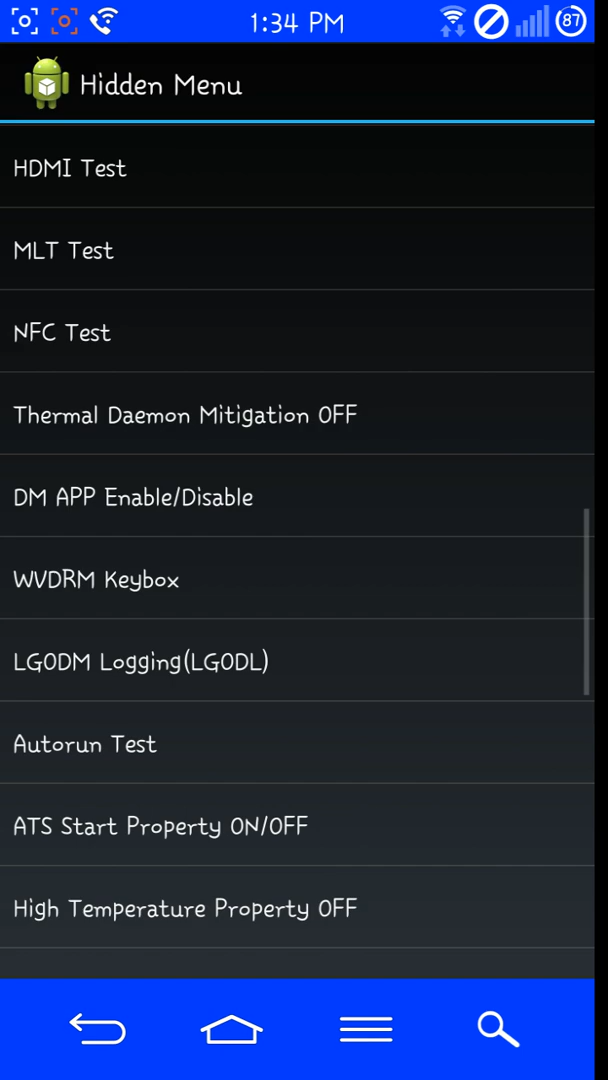 1:34 PM
87
Hidden Menu
HDMI Test
MLT Test
NFC Test
Thermal Daemon Mitigation OFF
DM APP Enable/Disable
WVDRM Keybox
LGODM Logging(LGODL)
Autorun Test
ATS Start Property ON/OFF
High Temperature Property OFF